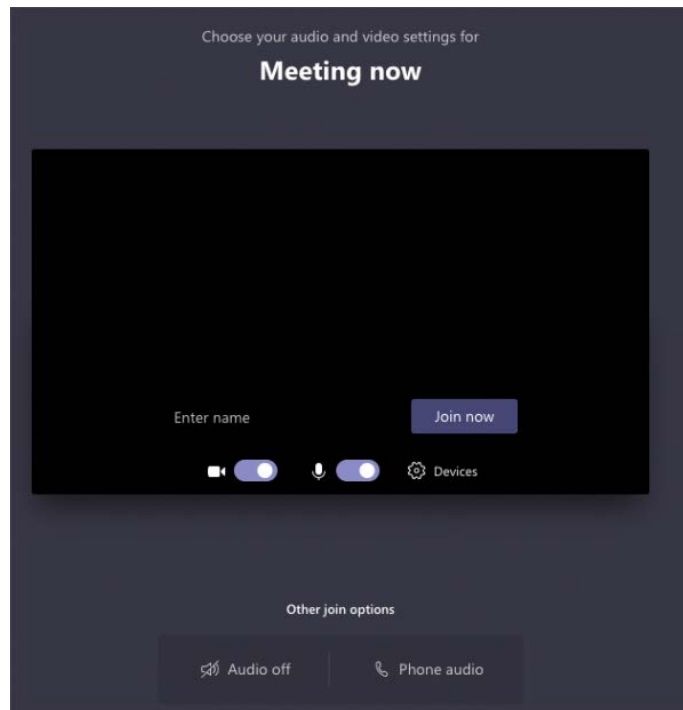 Choose your audio and video settings for
Meeting now
Enter name
Join now
Devices
Other join options
Audio off
Phone audio